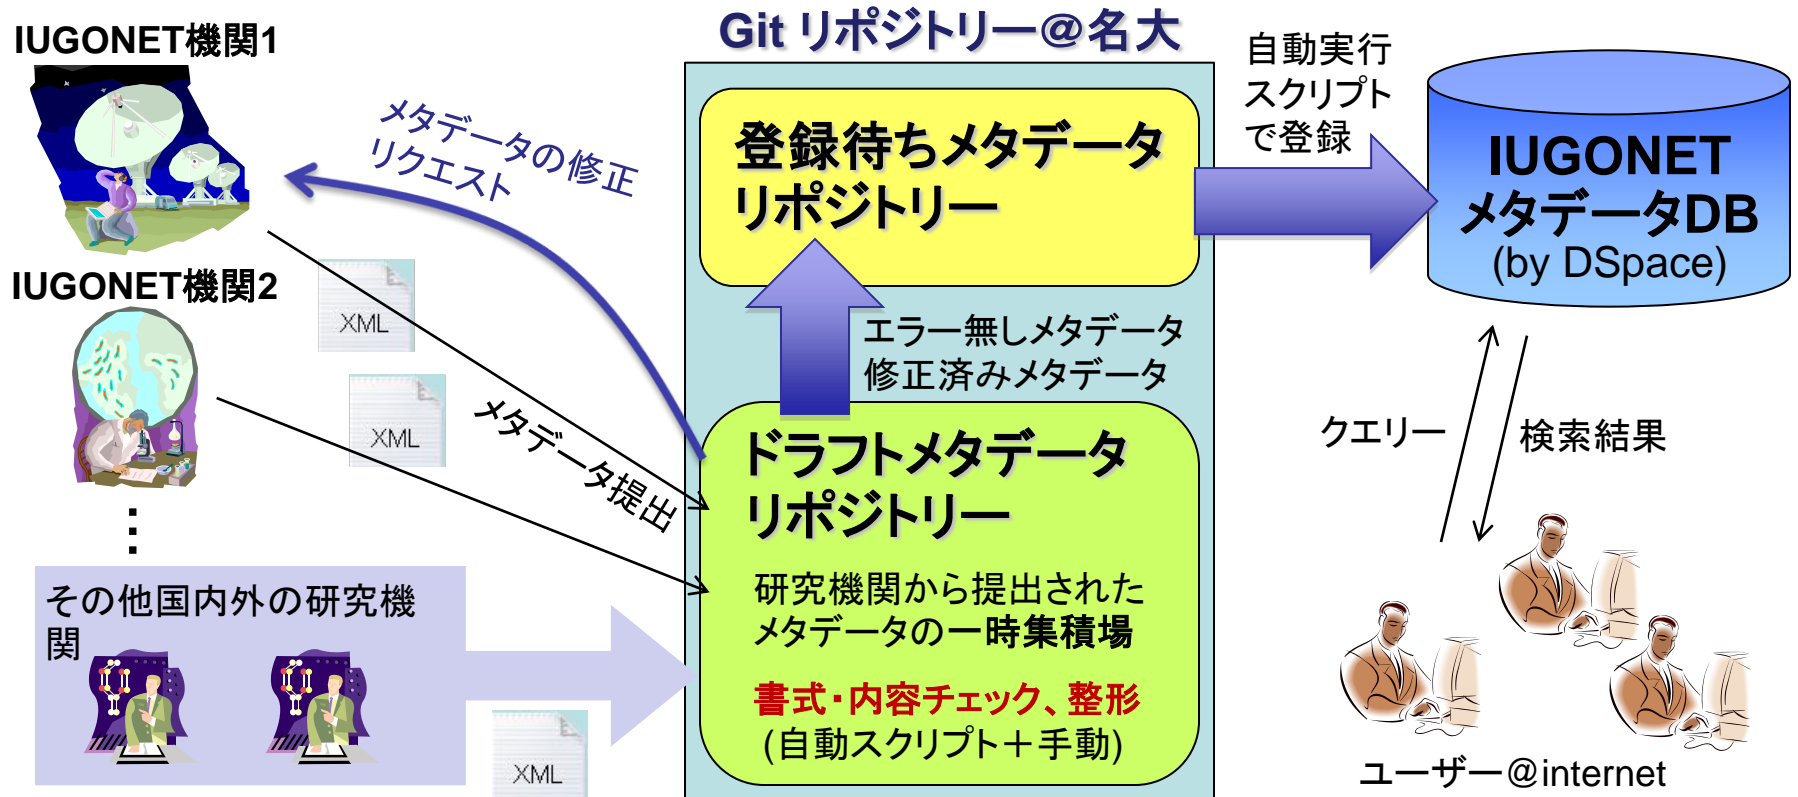 IUGONET機関1
メタデータの修正
リクエスト
IUGONET機関2
XML
XML
メタデータ提出
その他国内外の研究機
関
XML
Git リポジトリー＠名大
登録待ちメタデータ
リポジトリー
エラー無しメタデータ
修正済みメタデータ
ドラフトメタデータ
リポジトリー
研究機関から提出された
メタデータの一時集積場
書式・内容チェック、整形
(自動スクリプト＋手動)
自動実行
スクリプト
で登録
IUGONET
メタデータDB
(by DSpace)
クエリー
検索結果
ユーザー＠internet